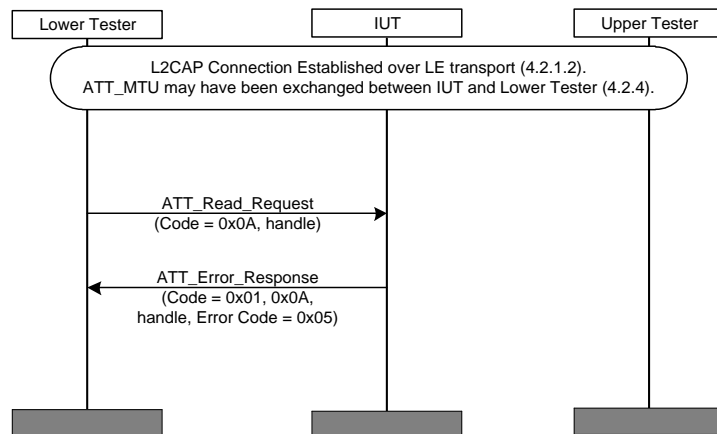 Lower Tester
IUT
Upper Tester
L2CAP Connection Established over LE transport (4.2.1.2).
ATT_MTU may have been exchanged between IUT and Lower Tester (4.2.4).
ATT_Read_Request
(Code = 0x0A, handle)
ATT_Error_Response
(Code = 0x01, 0x0A,
handle, Error Code = 0x05)